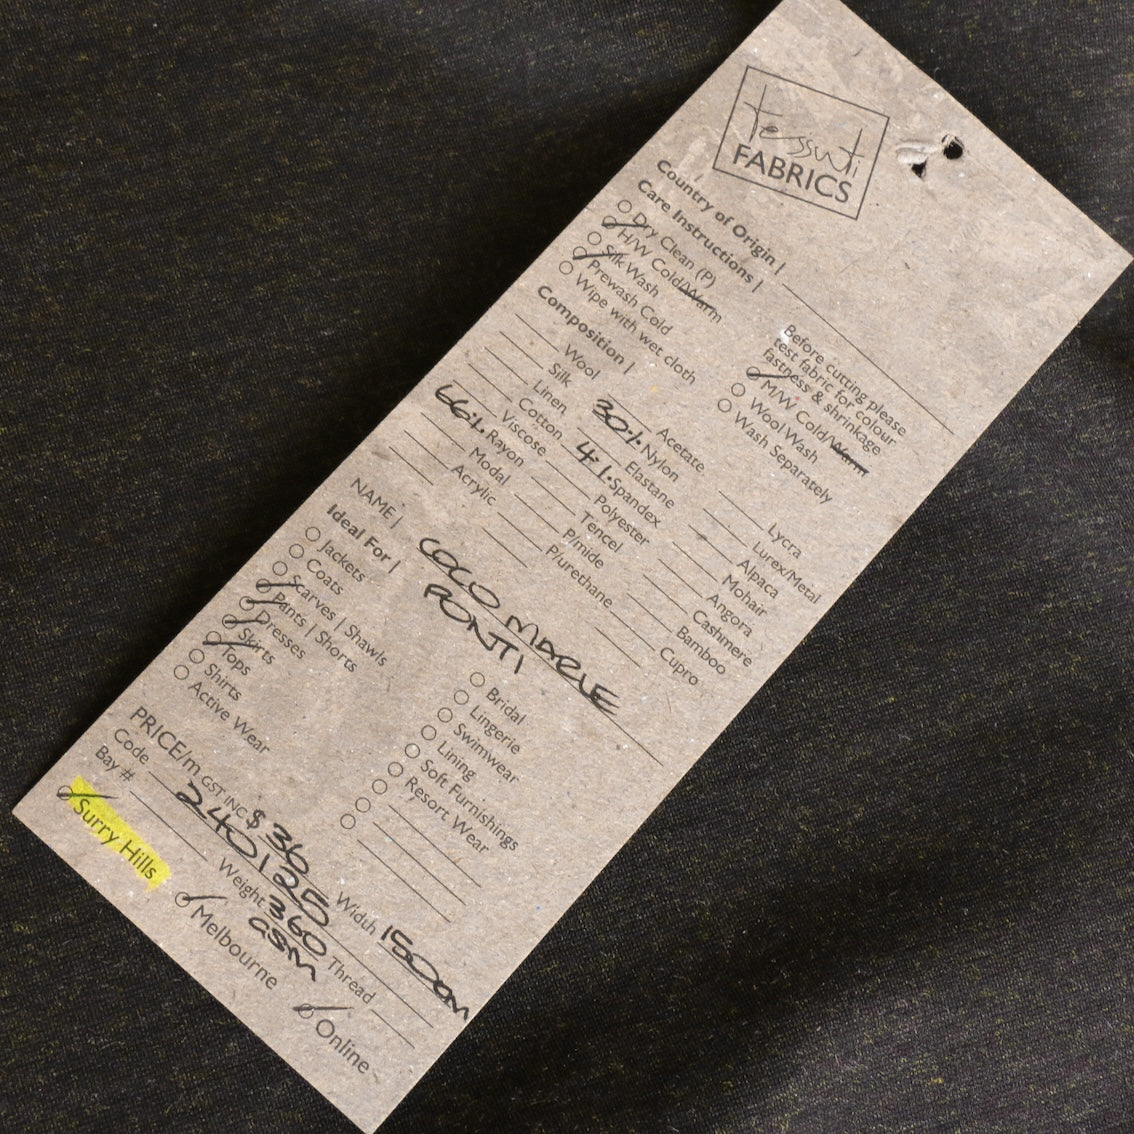 tessuti
FABRICS
Country of Origin |
Care Instructions |
Dry Clean (P)
H/W Cold/Warm
Silk Wash
Prewash Cold
Wipe with wet cloth
Before cutting please
test fabric for colour
fastness & shrinkage
M/W Cold/Warm
Wool Wash
Wash Separately
Composition |
Wool
Silk
Linen
Cotton
Viscose
66% Rayon
Modal
Acrylic
Acetate
30% Nylon
Elastane
4% Spandex
Polyester
Tencel
P/mide
P/urethane
Lycra
Lurex/Metal
Alpaca
Mohair
Angora
Cashmere
Bamboo
Cupro
NAME | COCO MARLE
PONTI
Ideal For |
Jackets
Coats
Scarves | Shawls
Pants | Shorts
Dresses
Skirts
Tops
Shirts
Active Wear
Bridal
Lingerie
Swimwear
Lining
Soft Furnishings
Resort Wear
PRICE/m GST INC $36 Width 150cm
Code 240125 Thread
Bay # Weight 360
GSM
Surry Hills Melbourne Online